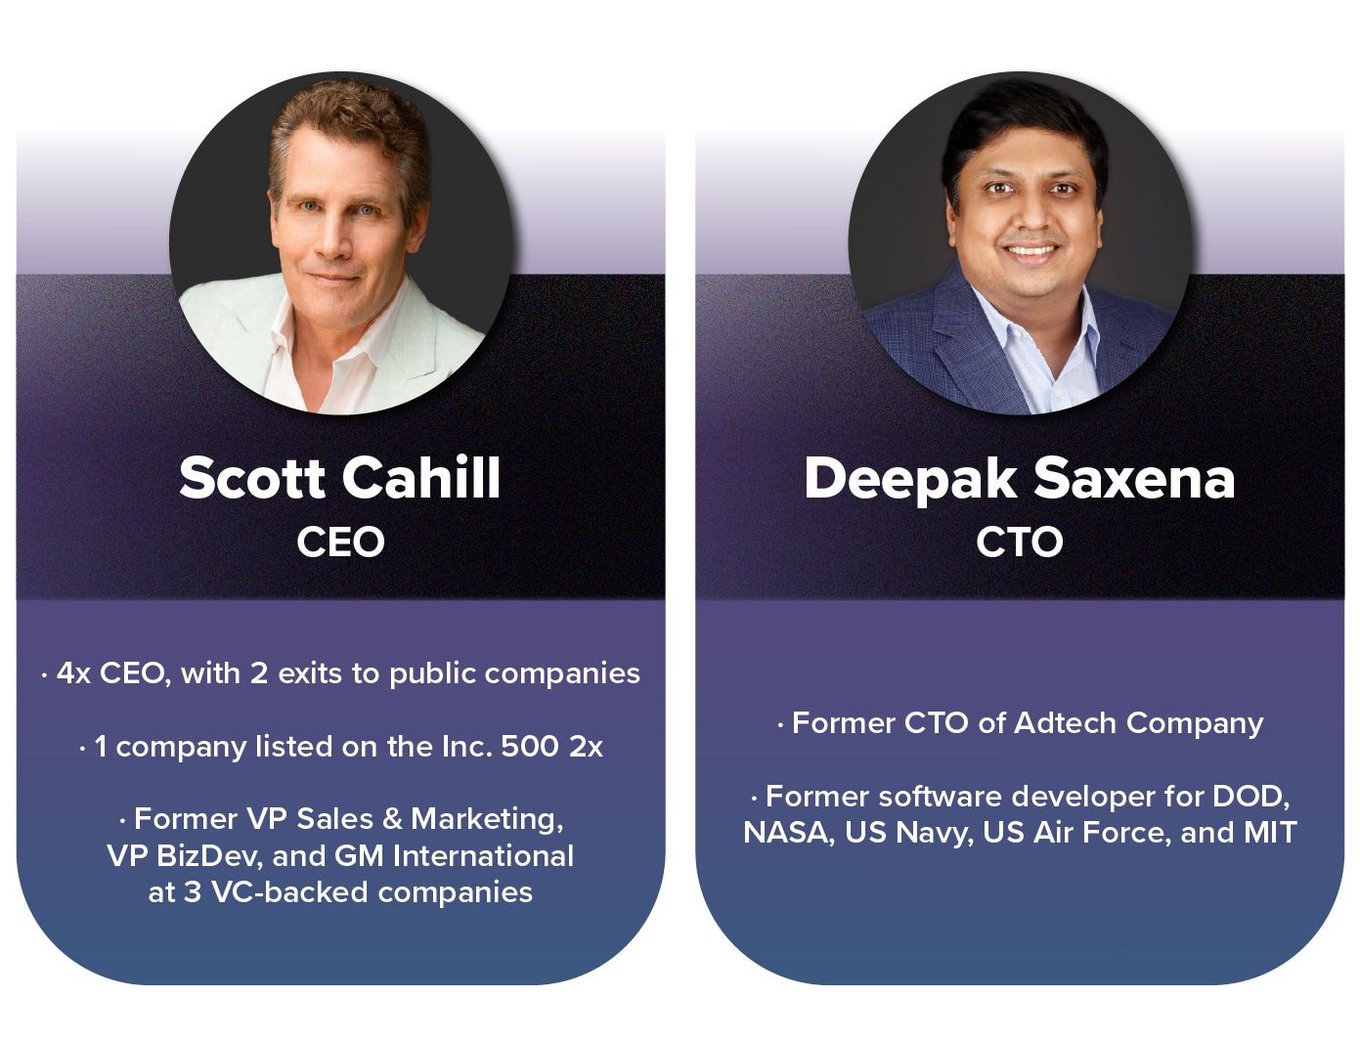 Scott Cahill
CEO
· 4x CEO, with 2 exits to public companies
· 1 company listed on the Inc. 500 2x
· Former VP Sales & Marketing,
VP BizDev, and GM International
at 3 VC-backed companies
Deepak Saxena
CTO
· Former CTO of Adtech Company
· Former software developer for DOD,
NASA, US Navy, US Air Force, and MIT